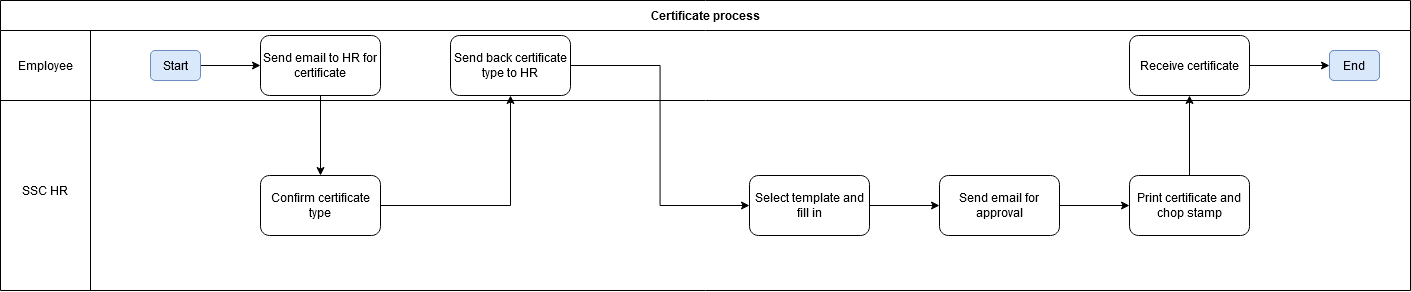 Certificate process
Employee
Start
Send email to HR for
certificate
Send back certificate
type to HR
Receive certificate
End
SSC HR
Confirm certificate
type
Select template and
fill in
Send email for
approval
Print certificate and
chop stamp